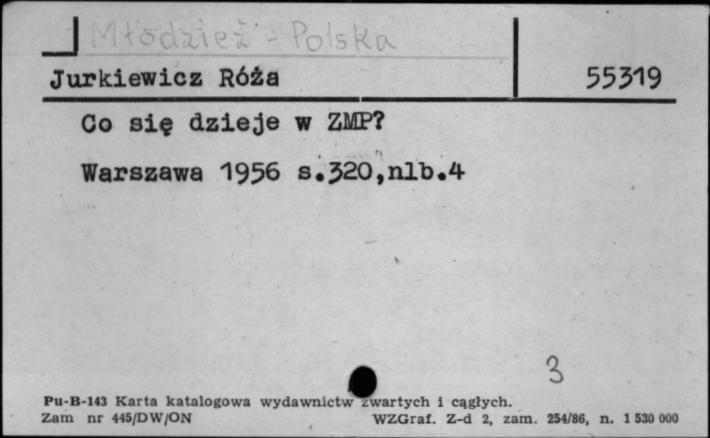 Młodzież - Polska
Jurkiewicz Róża 55319
Co się dzieje w ZMP?
Warszawa 1956 s.320,nlb.4
3
Pu-B-143 Karta katalogowa wydawnictw zwartych i cągłych.
Zam nr 445/DW/ON WZGraf. Z-d 2, zam. 254/86, n. 1 530 000